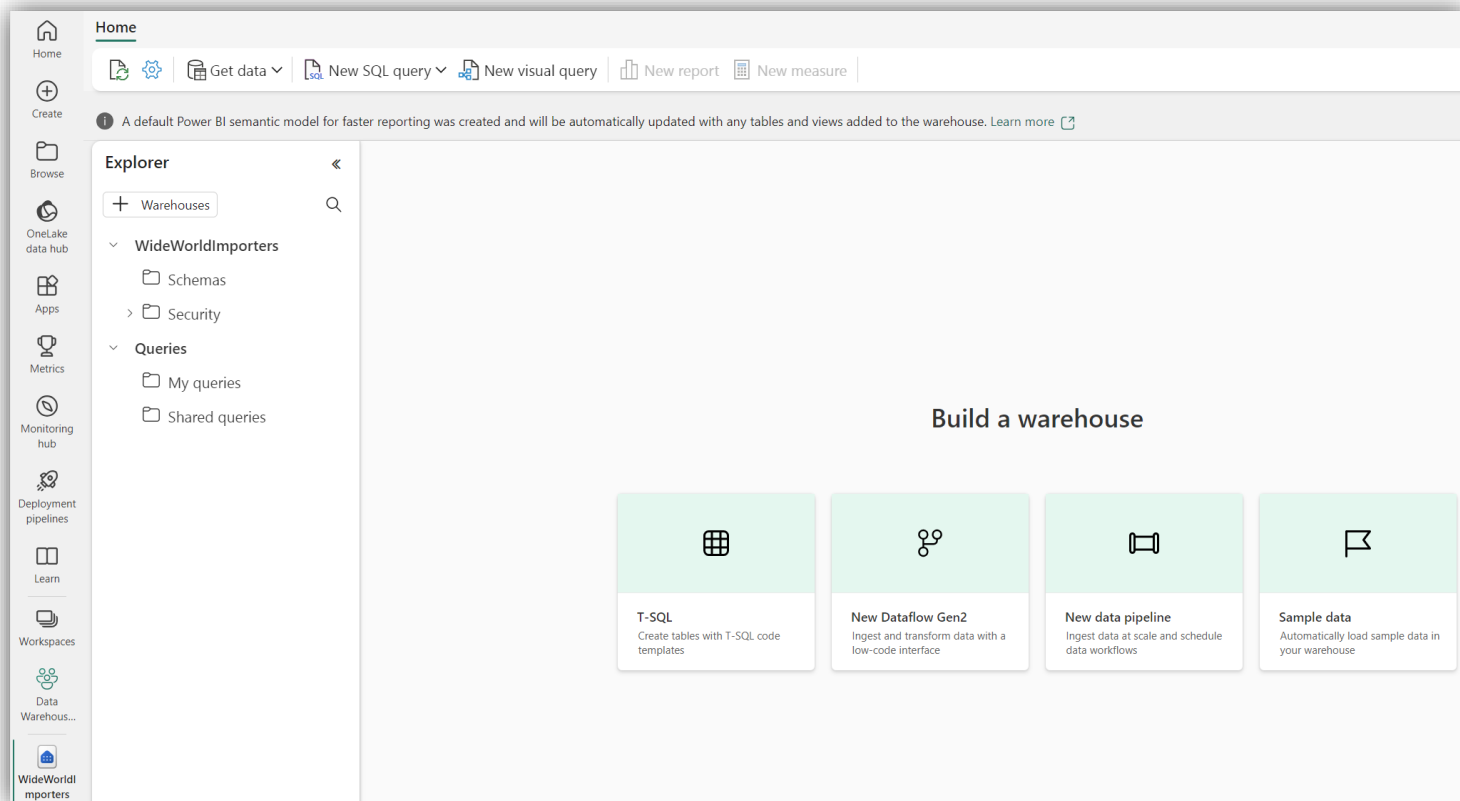 Home
Create
Browse
OneLake
data hub
Apps
Metrics
Monitoring
hub
Deployment
pipelines
Learn
Workspaces
Data
Warehous...
WideWorldI
mporters
Home
Get data
SQL
New SQL query
New visual query
New report
New measure
A default Power BI semantic model for faster reporting was created and will be automatically updated with any tables and views added to the warehouse. Learn more
Explorer
Warehouses
WideWorldImporters
Schemas
Security
Queries
My queries
Shared queries
Build a warehouse
T-SQL
Create tables with T-SQL code
templates
New Dataflow Gen2
Ingest and transform data with a
low-code interface
New data pipeline
Ingest data at scale and schedule
data workflows
Sample data
Automatically load sample data in
your warehouse